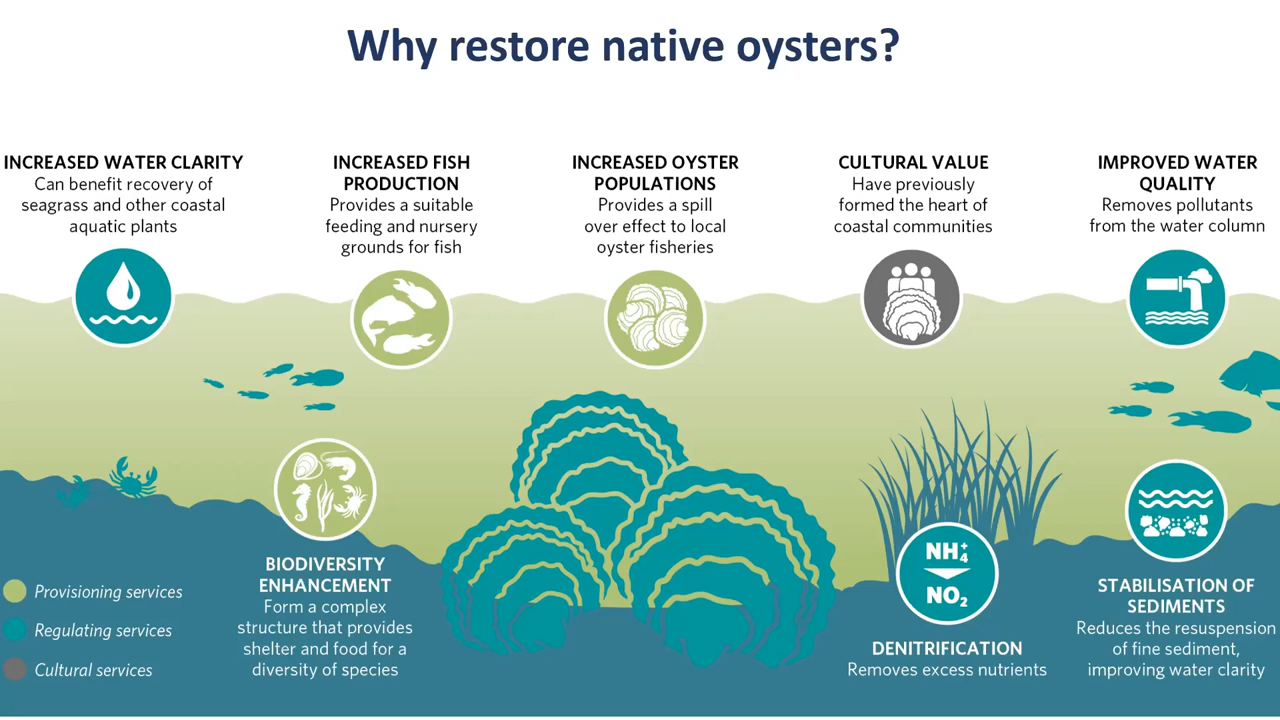 Why restore native oysters?
INCREASED WATER CLARITY
Can benefit recovery of
seagrass and other coastal
aquatic plants
INCREASED FISH
PRODUCTION
Provides a suitable
feeding and nursery
grounds for fish
INCREASED OYSTER
POPULATIONS
Provides a spill
over effect to local
oyster fisheries
CULTURAL VALUE
Have previously
formed the heart of
coastal communities
IMPROVED WATER
QUALITY
Removes pollutants
from the water column
Provisioning services
Regulating services
Cultural services
BIODIVERSITY
ENHANCEMENT
Form a complex
structure that provides
shelter and food for a
diversity of species
NH₄⁺
NO₂
DENITRIFICATION
Removes excess nutrients
STABILISATION OF
SEDIMENTS
Reduces the resuspension
of fine sediment,
improving water clarity